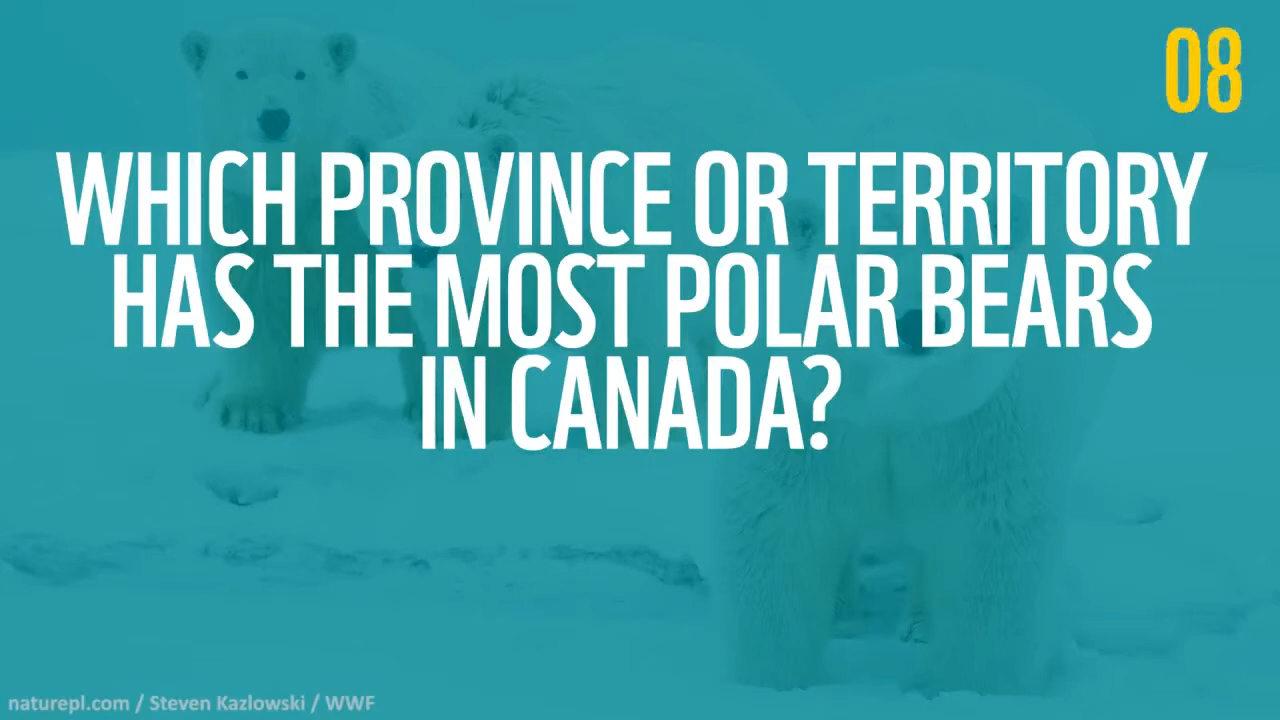 08
WHICH PROVINCE OR TERRITORY
HAS THE MOST POLAR BEARS
IN CANADA?
naturepl.com / Steven Kazlowski / WWF